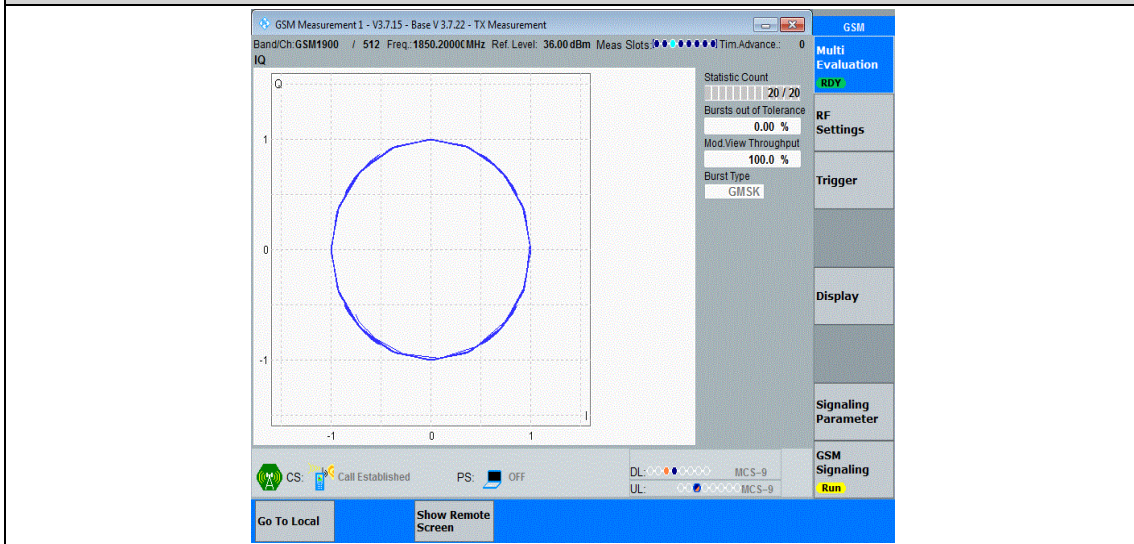 GSM Measurement 1 - V3.7.15 - Base V 3.7.22 - TX Measurement
GSM
Band/Ch:GSM1900 / 512 Freq.:1850.2000(MHz Ref. Level: 36.00 dBm Meas Slots: Tim.Advance.: 0
IQ
Multi
Evaluation
RDY
RF
Settings
Trigger
Display
Signaling
Parameter
GSM
Signaling
Run
Statistic Count
20 / 20
Bursts out of Tolerance
0.00 %
Mod.View Throughput
100.0 %
Burst Type
GMSK
Q
1
0
-1
I
-1 0 1
CS: Call Established PS: OFF
DL: MCS-9
UL: MCS-9
Go To Local
Show Remote
Screen